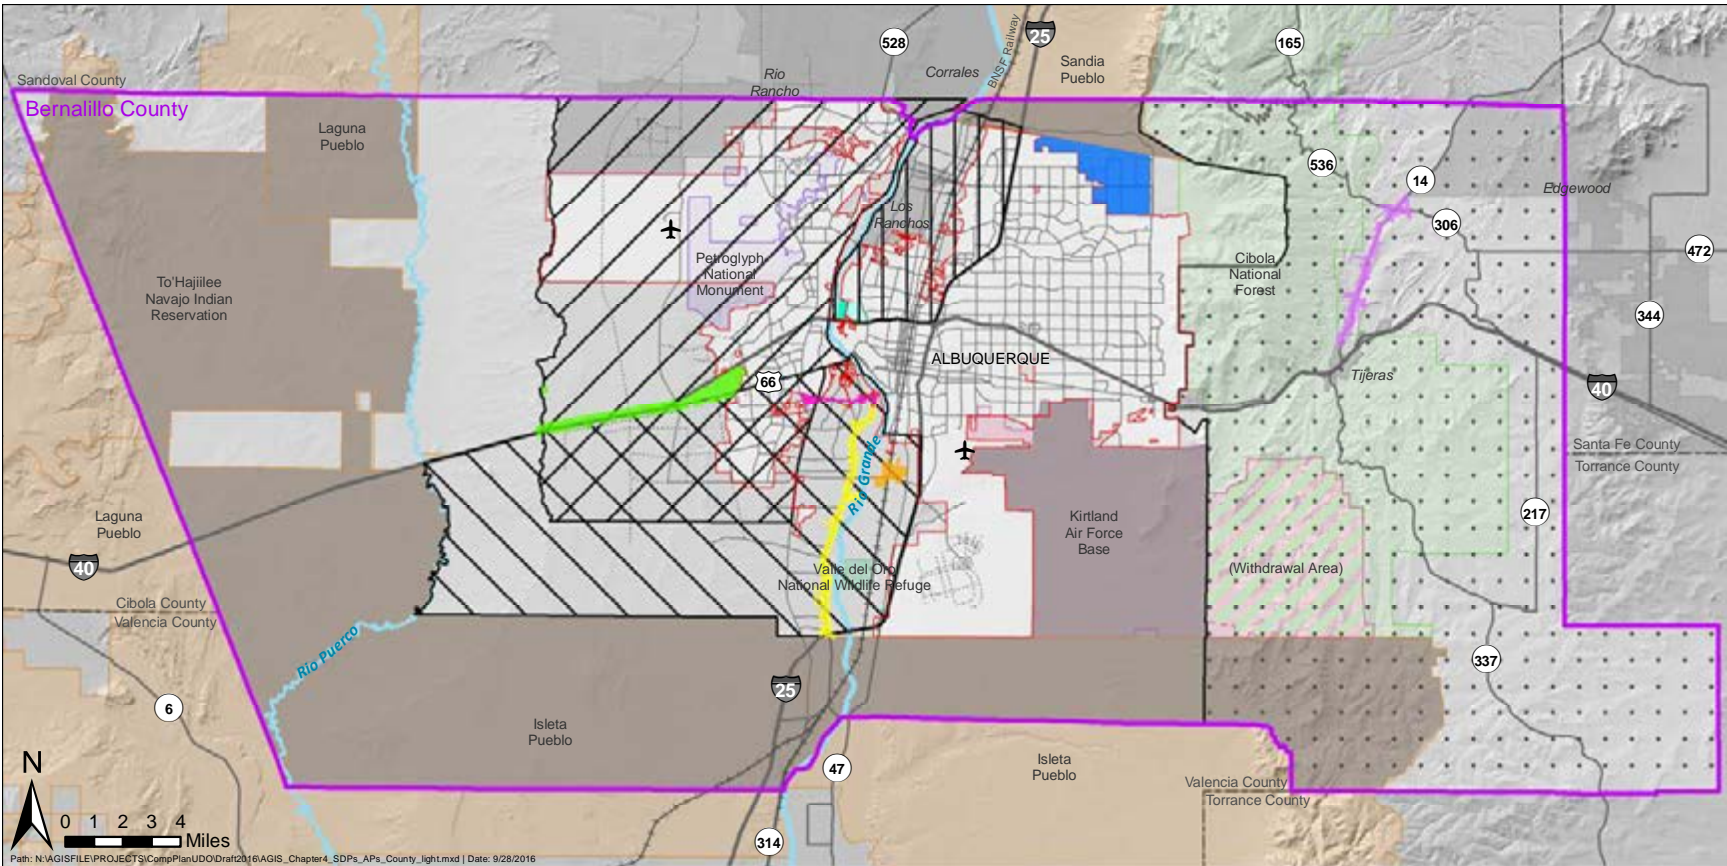 528
25
165
Sandoval County
Bernalillo County
Rio
Rancho
Corrales
BNSF Railway
Sandia
Pueblo
Laguna
Pueblo
536
14
Edgewood
Los
Ranchos
306
472
To'Hajiilee
Navajo Indian
Reservation
Petroglyph
National
Monument
Cibola
National
Forest
344
ALBUQUERQUE
66
Tijeras
40
Santa Fe County
Torrance County
Rio Grande
Laguna
Pueblo
Kirtland
Air Force
Base
217
40
Valle del Oro
National Wildlife Refuge
(Withdrawal Area)
Cibola County
Valencia County
Rio Puerco
337
25
6
Isleta
Pueblo
47
Isleta
Pueblo
Valencia County
Torrance County
N
0 1 2 3 4
Miles
314
Path: N:\AGISFILE\PROJECTS\CompPlanUDO\Draft2016\AGIS_Chapter4_SDPs_APs_County_light.mxd | Date: 9/28/2016